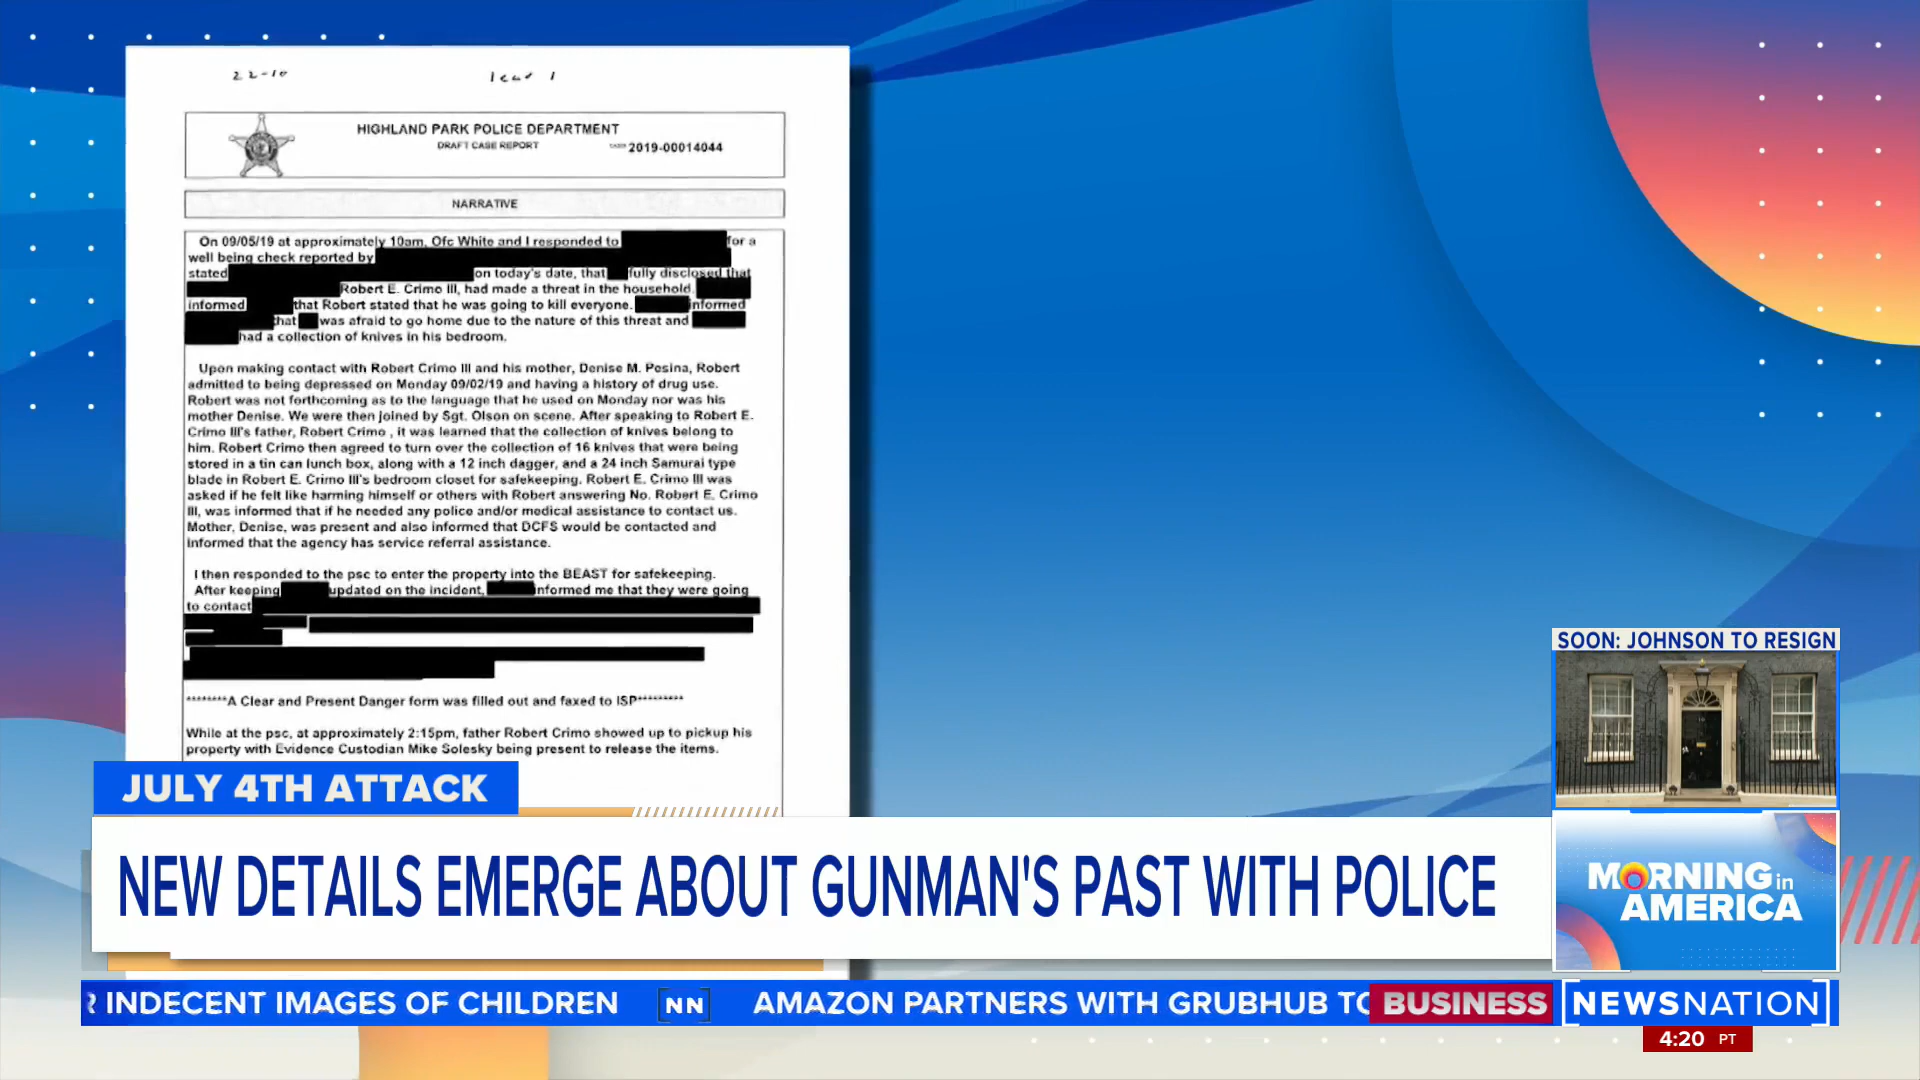 22-10
HIGHLAND PARK POLICE DEPARTMENT
DRAFT CASE REPORT
2019-00014044
NARRATIVE
On 09/05/19 at approximately 10am, Ofc White and I responded to for a
well being check reported by
stated on today's date, that fully disclosed that
Robert E. Crimo III, had made a threat in the household.
informed that Robert stated that he was going to kill everyone. informed
that was afraid to go home due to the nature of this threat and
had a collection of knives in his bedroom.
Upon making contact with Robert Crimo III and his mother, Denise M. Pesina, Robert
admitted to being depressed on Monday 09/02/19 and having a history of drug use.
Robert was not forthcoming as to the language that he used on Monday nor was his
mother Denise. We were then joined by Sgt. Olson on scene. After speaking to Robert E.
Crimo III's father, Robert Crimo , it was learned that the collection of knives belong to
him. Robert Crimo then agreed to turn over the collection of 16 knives that were being
stored in a tin can lunch box, along with a 12 inch dagger, and a 24 inch Samurai type
blade in Robert E. Crimo III's bedroom closet for safekeeping. Robert E. Crimo III was
asked if he felt like harming himself or others with Robert answering No. Robert E. Crimo
III, was informed that if he needed any police and/or medical assistance to contact us.
Mother, Denise, was present and also informed that DCFS would be contacted and
informed that the agency has service referral assistance.
I then responded to the psc to enter the property into the BEAST for safekeeping.
After keeping updated on the incident, informed me that they were going
to contact
********A Clear and Present Danger form was filled out and faxed to ISP*********
While at the psc, at approximately 2:15pm, father Robert Crimo showed up to pickup his
property with Evidence Custodian Mike Solesky being present to release the items.
SOON: JOHNSON TO RESIGN
JULY 4TH ATTACK
NEW DETAILS EMERGE ABOUT GUNMAN'S PAST WITH POLICE
MORNING in
AMERICA
R INDECENT IMAGES OF CHILDREN NN AMAZON PARTNERS WITH GRUBHUB TO BUSINESS NEWSNATION
4:20 PT